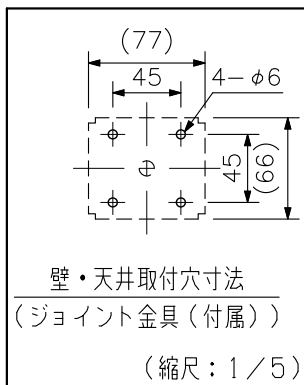 (77)
45
4-φ6
45
(66)
壁・天井取付穴寸法
(ジョイント金具(付属))
(縮尺:1/5)